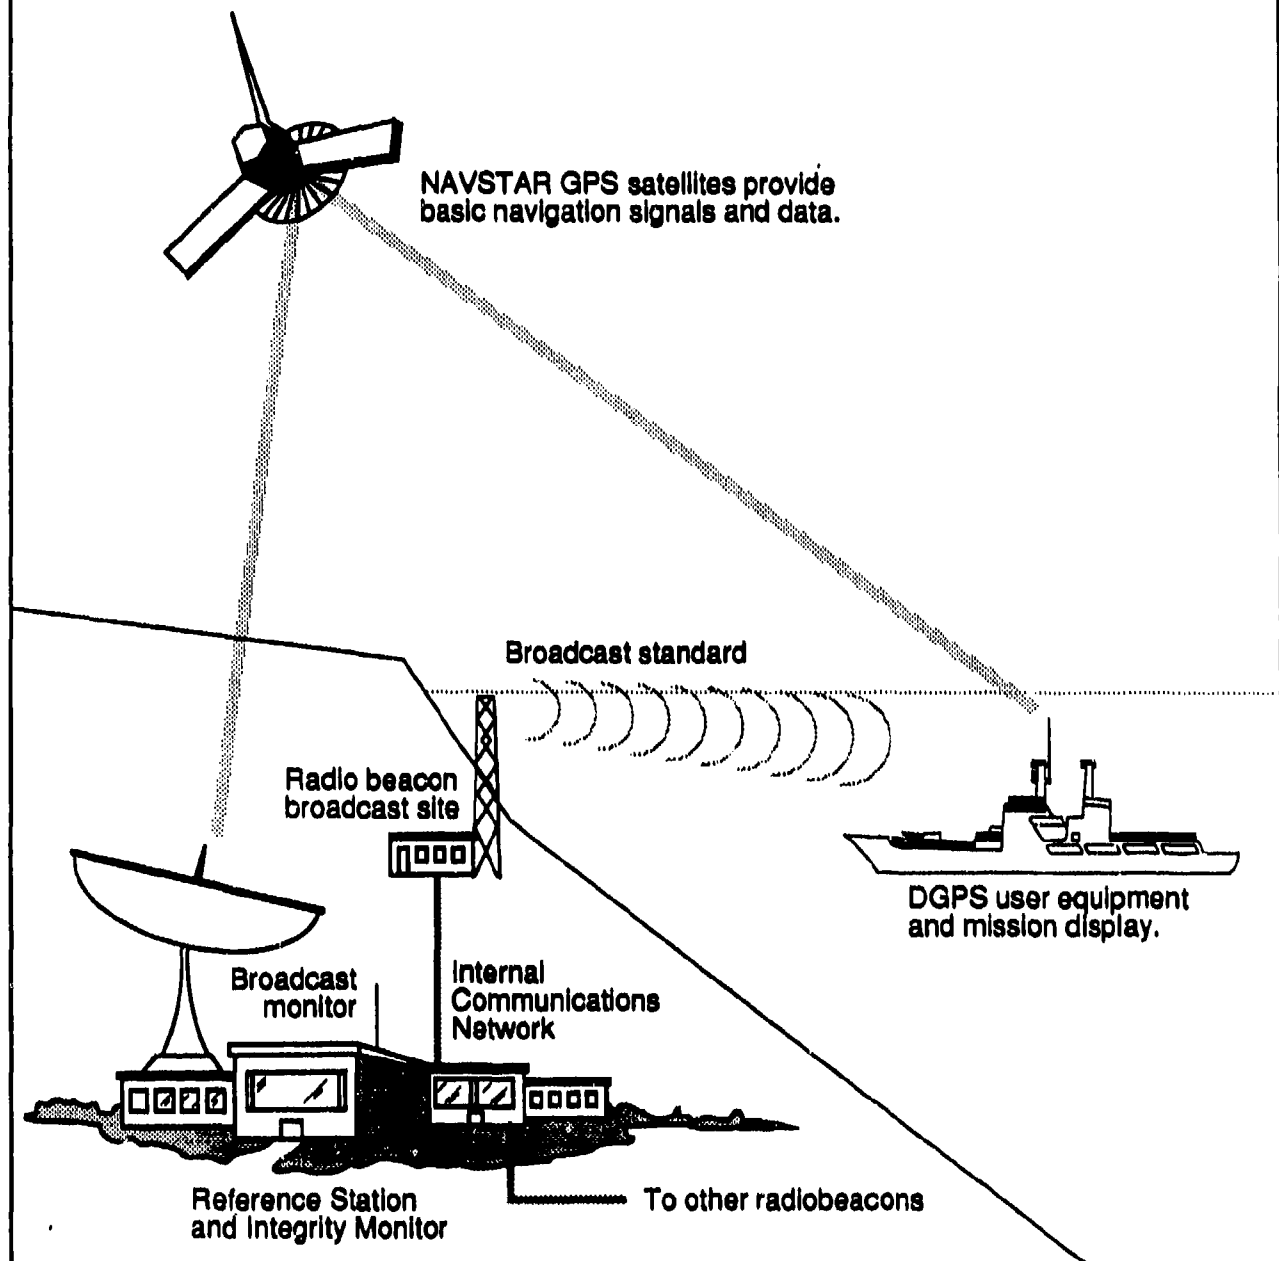 NAVSTAR GPS satellites provide
basic navigation signals and data.
Broadcast standard
Radio beacon
broadcast site
DGPS user equipment
and mission display.
Broadcast
monitor
Internal
Communications
Network
Reference Station
and Integrity Monitor
To other radiobeacons